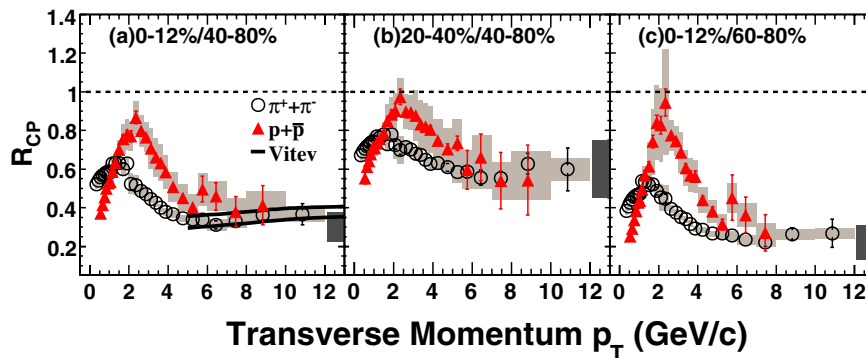 1.4
1.2
1
0.8
0.6
0.4
0.2
R_CP
(a)0-12%/40-80%
(b)20-40%/40-80%
(c)0-12%/60-80%
π⁺+π⁻
p+p̅
Vitev
0 2 4 6 8 10 12 0 2 4 6 8 10 12 0 2 4 6 8 10 12
Transverse Momentum p_T (GeV/c)